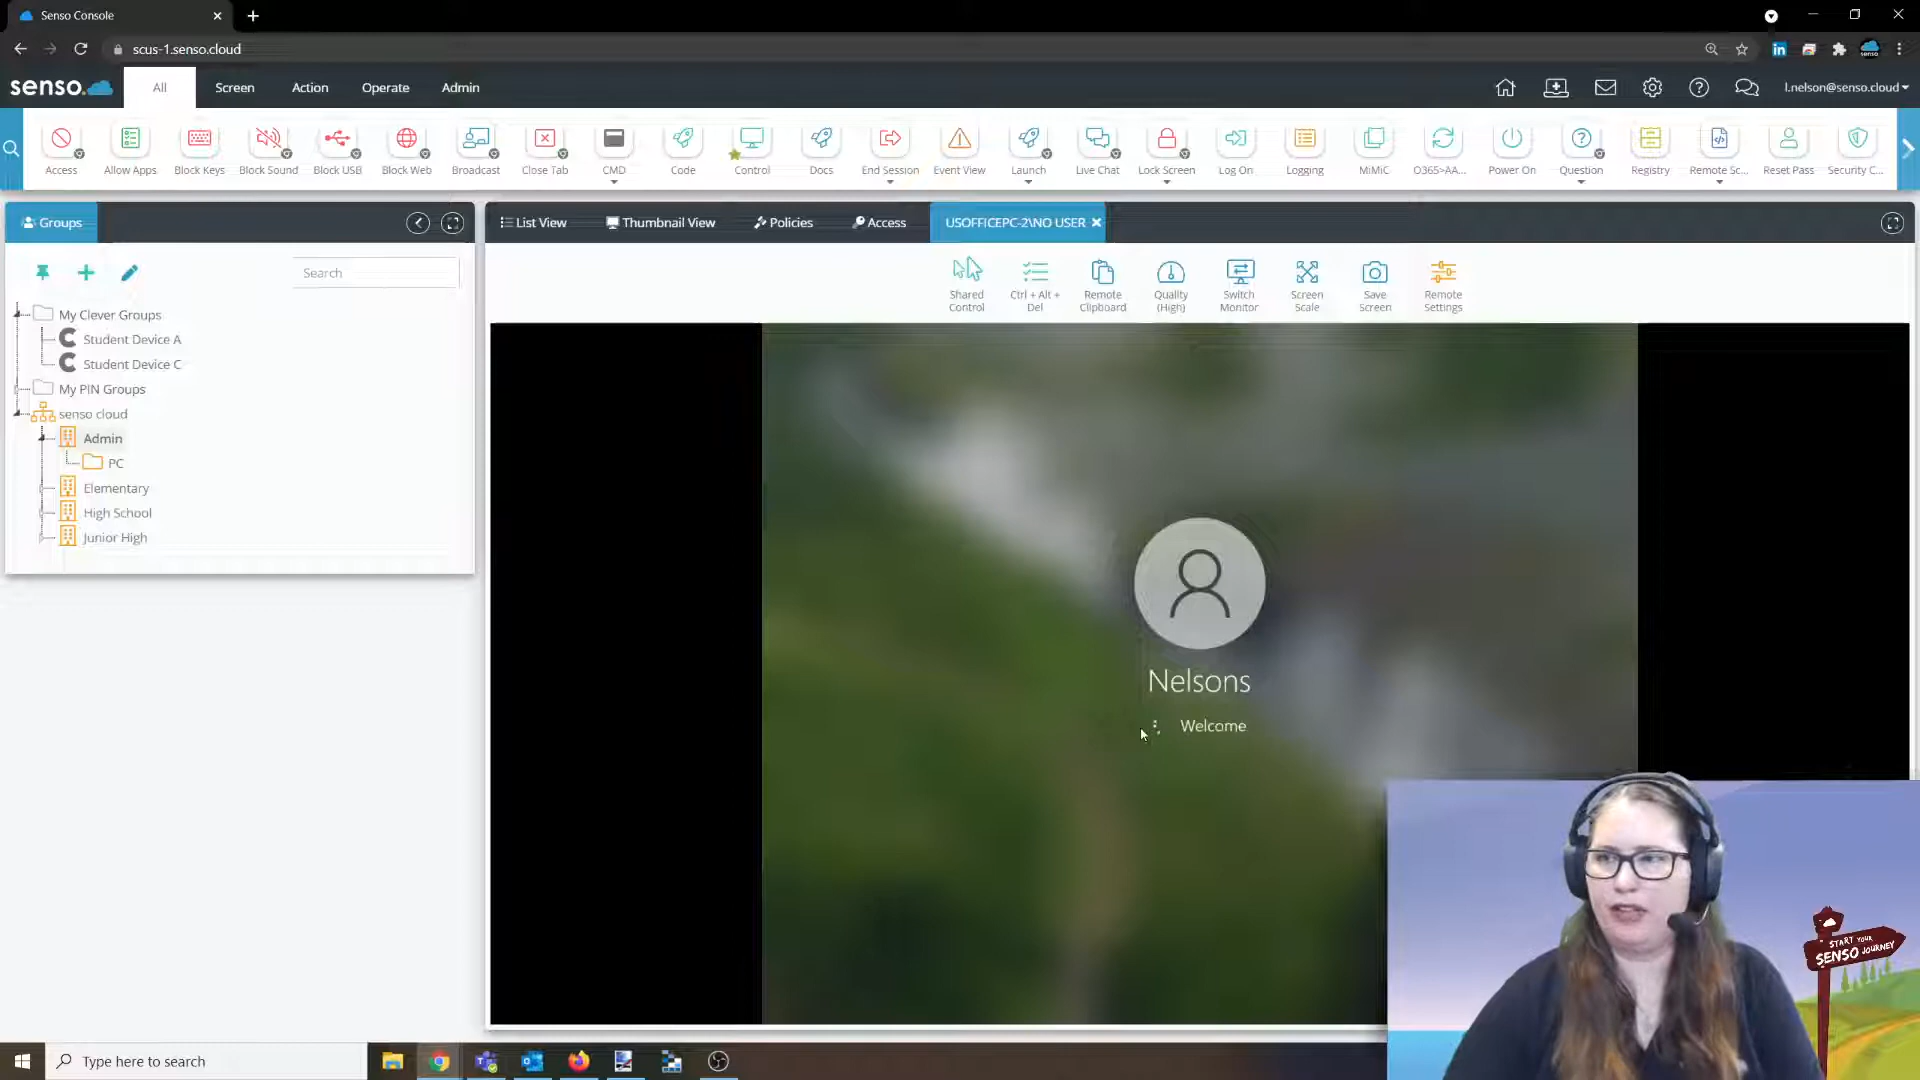 Senso Console
scus-1.senso.cloud
senso.
All
Screen
Action
Operate
Admin
l.nelson@senso.cloud
Access
Allow Apps
Block Keys
Block Sound
Block USB
Block Web
Broadcast
Close Tab
CMD
Code
Control
Docs
End Session
Event View
Launch
Live Chat
Lock Screen
Log On
Logging
MiMiC
O365>AA...
Power On
Question
Registry
Remote Sc...
Reset Pass
Security C...
Groups
List View
Thumbnail View
Policies
Access
USOFFICEPC-2\NO USER
Search
Shared
Control
Ctrl + Alt +
Del
Remote
Clipboard
Quality
(High)
Switch
Monitor
Screen
Scale
Save
Screen
Remote
Settings
My Clever Groups
Student Device A
Student Device C
My PIN Groups
senso cloud
Admin
PC
Elementary
High School
Junior High
Nelsons
Welcome
START YOUR
SENSO JOURNEY
Type here to search